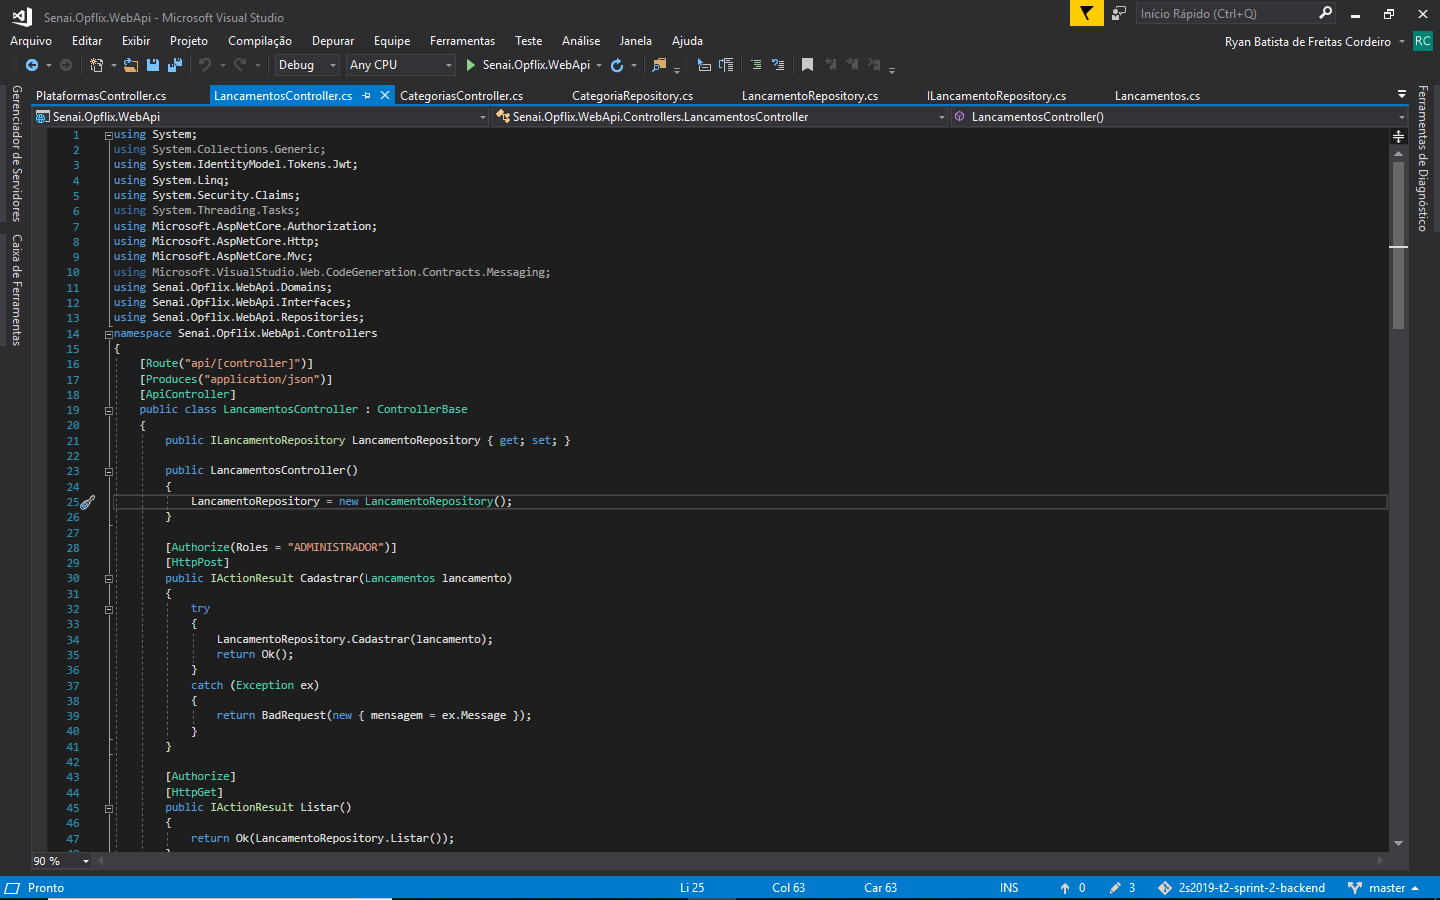 Senai.Opflix.WebApi - Microsoft Visual Studio
Início Rápido (Ctrl+Q)
Arquivo Editar Exibir Projeto Compilação Depurar Equipe Ferramentas Teste Análise Janela Ajuda
Ryan Batista de Freitas Cordeiro RC
Debug Any CPU Senai.Opflix.WebApi
PlataformasController.cs LancamentosController.cs CategoriasController.cs CategoriaRepository.cs LancamentoRepository.cs ILancamentoRepository.cs Lancamentos.cs
Senai.Opflix.WebApi Senai.Opflix.WebApi.Controllers.LancamentosController LancamentosController()
Gerenciador de Servidores
Caixa de Ferramentas
Ferramentas de Diagnóstico
1 using System;
2 using System.Collections.Generic;
3 using System.IdentityModel.Tokens.Jwt;
4 using System.Linq;
5 using System.Security.Claims;
6 using System.Threading.Tasks;
7 using Microsoft.AspNetCore.Authorization;
8 using Microsoft.AspNetCore.Http;
9 using Microsoft.AspNetCore.Mvc;
10 using Microsoft.VisualStudio.Web.CodeGeneration.Contracts.Messaging;
11 using Senai.Opflix.WebApi.Domains;
12 using Senai.Opflix.WebApi.Interfaces;
13 using Senai.Opflix.WebApi.Repositories;
14 namespace Senai.Opflix.WebApi.Controllers
15 {
16 [Route("api/[controller]")]
17 [Produces("application/json")]
18 [ApiController]
19 public class LancamentosController : ControllerBase
20 {
21 public ILancamentoRepository LancamentoRepository { get; set; }
22
23 public LancamentosController()
24 {
25 LancamentoRepository = new LancamentoRepository();
26 }
27
28 [Authorize(Roles = "ADMINISTRADOR")]
29 [HttpPost]
30 public IActionResult Cadastrar(Lancamentos lancamento)
31 {
32 try
33 {
34 LancamentoRepository.Cadastrar(lancamento);
35 return Ok();
36 }
37 catch (Exception ex)
38 {
39 return BadRequest(new { mensagem = ex.Message });
40 }
41 }
42
43 [Authorize]
44 [HttpGet]
45 public IActionResult Listar()
46 {
47 return Ok(LancamentoRepository.Listar());
90 %
Pronto Li 25 Col 63 Car 63 INS 0 3 2s2019-t2-sprint-2-backend master